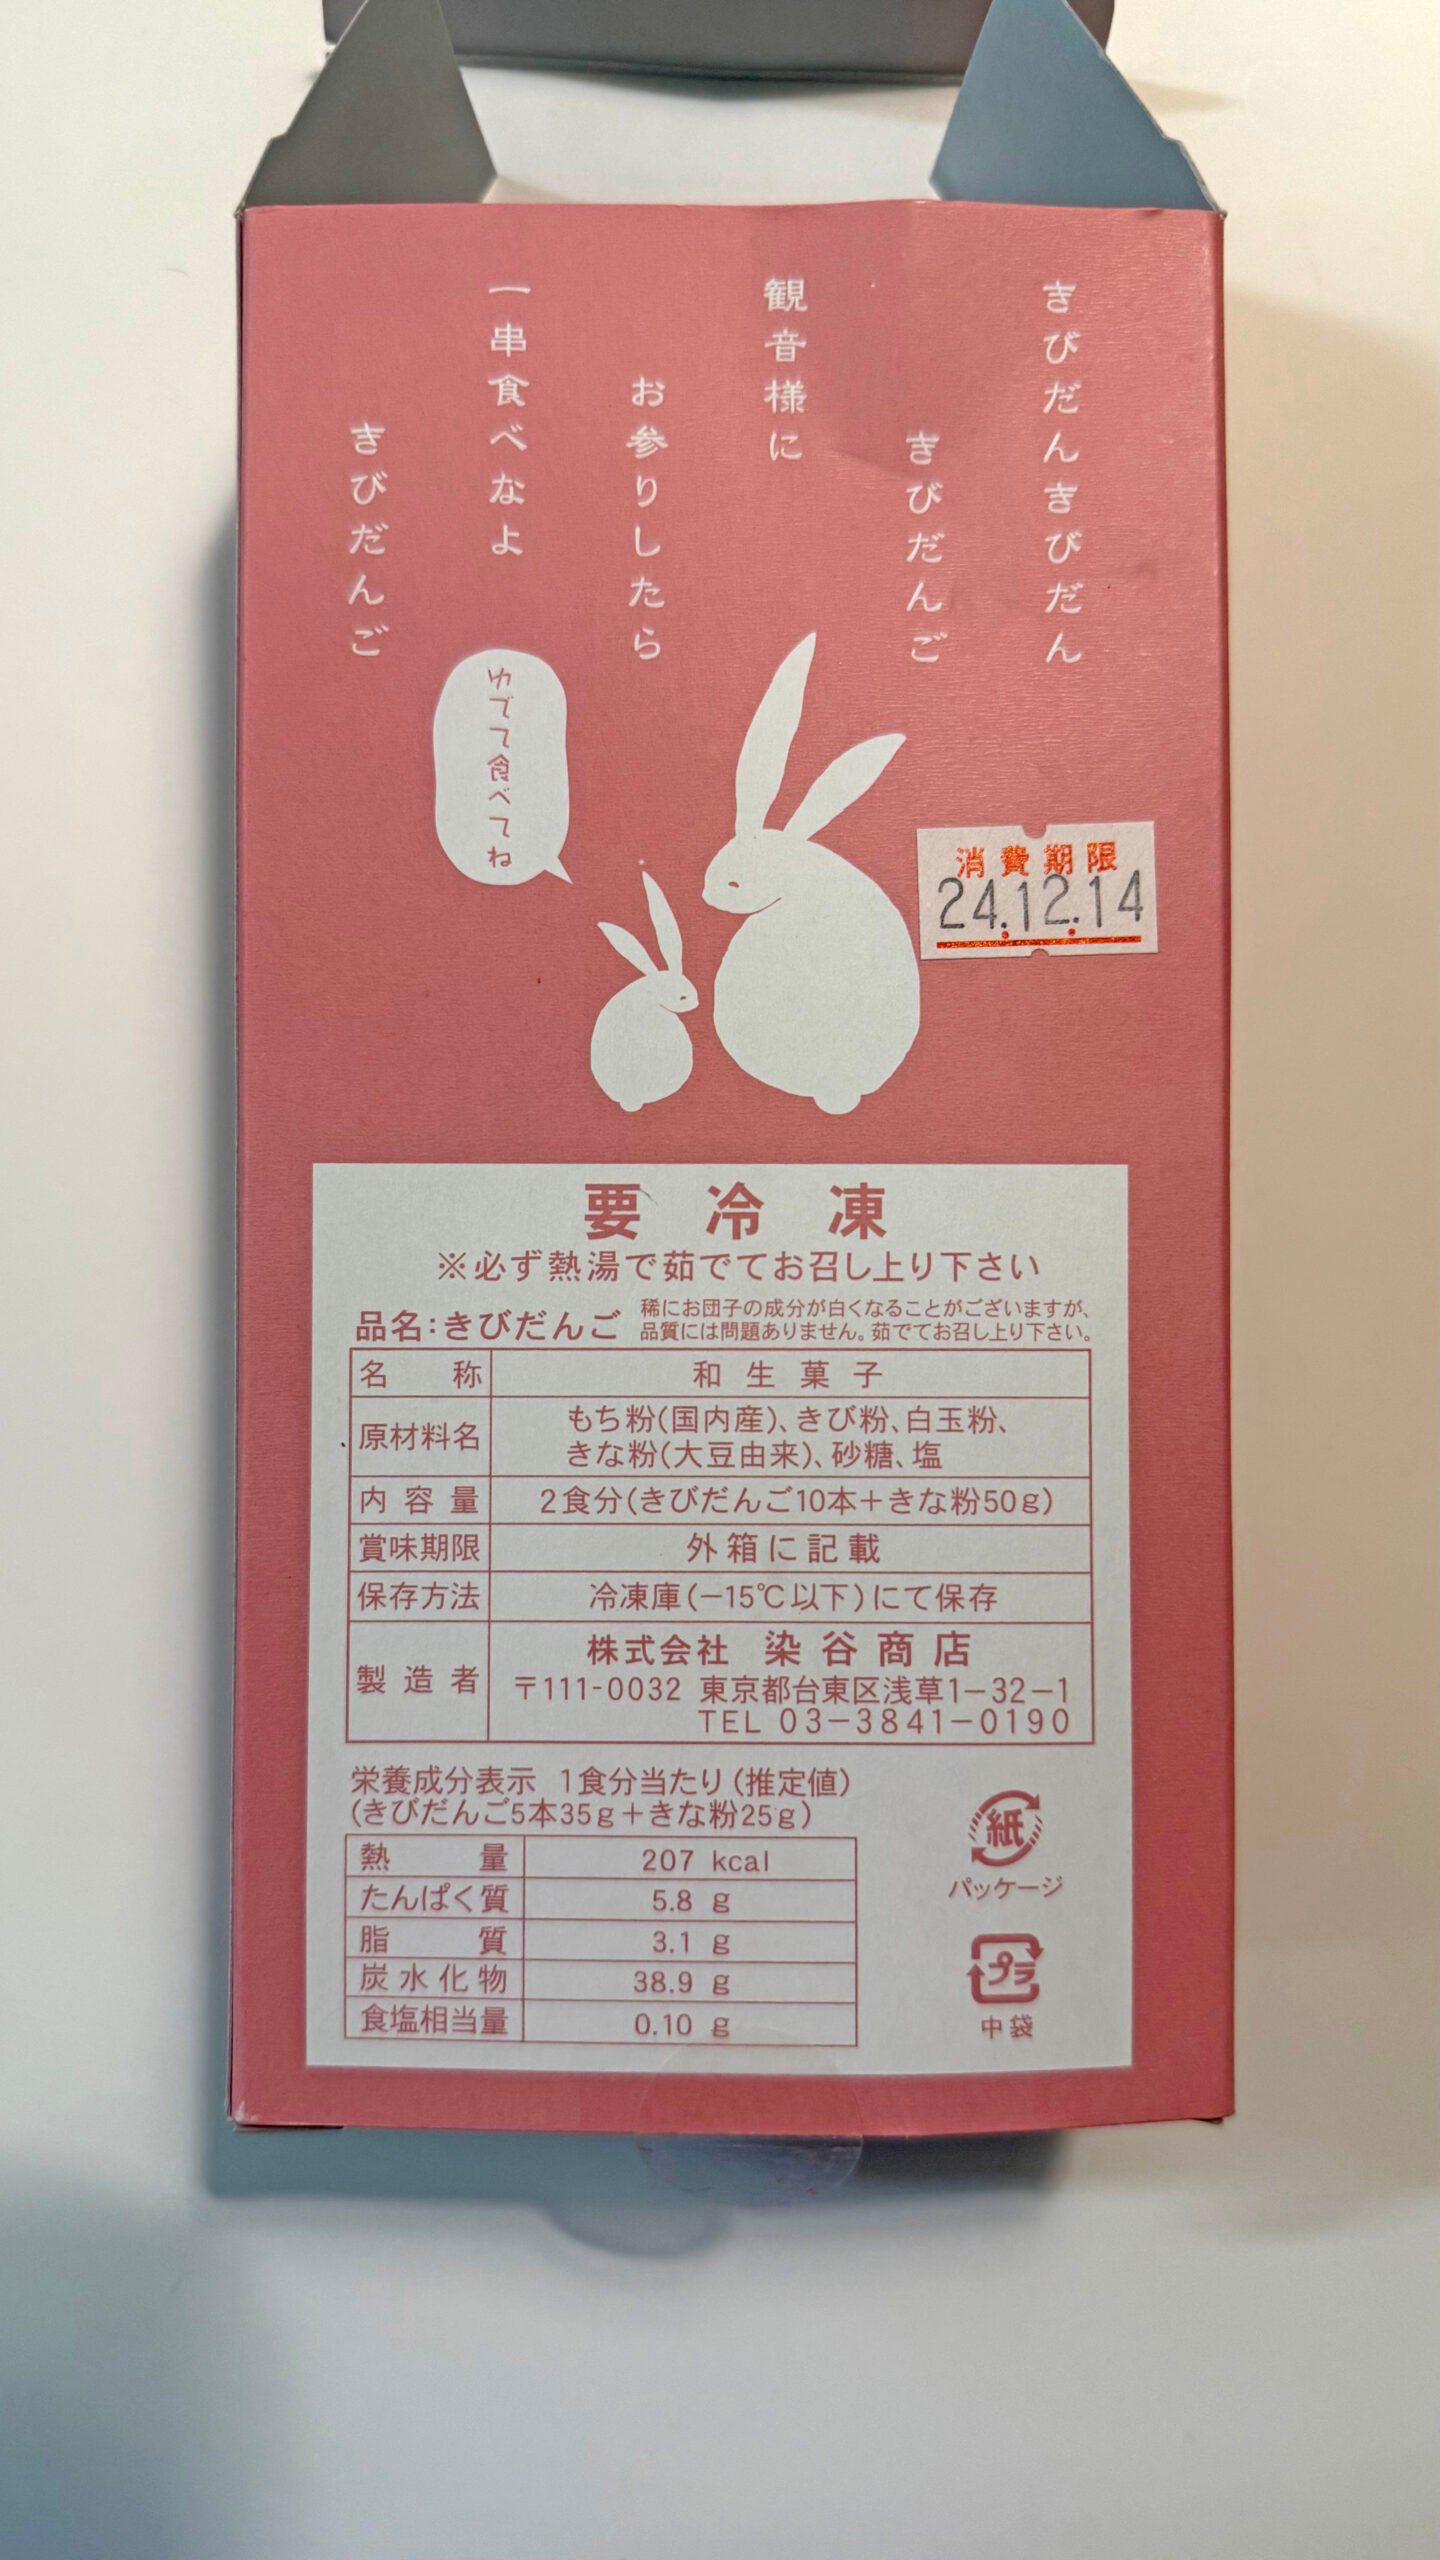 きびだんきびだん
きびだんご
観音様に
お参りしたら
一串食べなよ
きびだんご
ゆでて食べてね
消費期限
24.12.14
要冷凍
※必ず熱湯で茹でてお召し上り下さい
品名：きびだんご
稀にお団子の成分が白くなることがございますが、
品質には問題ありません。茹でてお召し上り下さい。
名称 和生菓子
原材料名 もち粉(国内産)、きび粉、白玉粉、
きな粉(大豆由来)、砂糖、塩
内容量 2食分(きびだんご10本＋きな粉50g)
賞味期限 外箱に記載
保存方法 冷凍庫(−15℃以下)にて保存
製造者 株式会社 染谷商店
〒111-0032 東京都台東区浅草1−32−1
TEL 03−3841−0190
栄養成分表示 1食分当たり(推定値)
(きびだんご5本35g＋きな粉25g)
熱量 207 kcal
たんぱく質 5.8 g
脂質 3.1 g
炭水化物 38.9 g
食塩相当量 0.10 g
紙
パッケージ
プラ
中袋